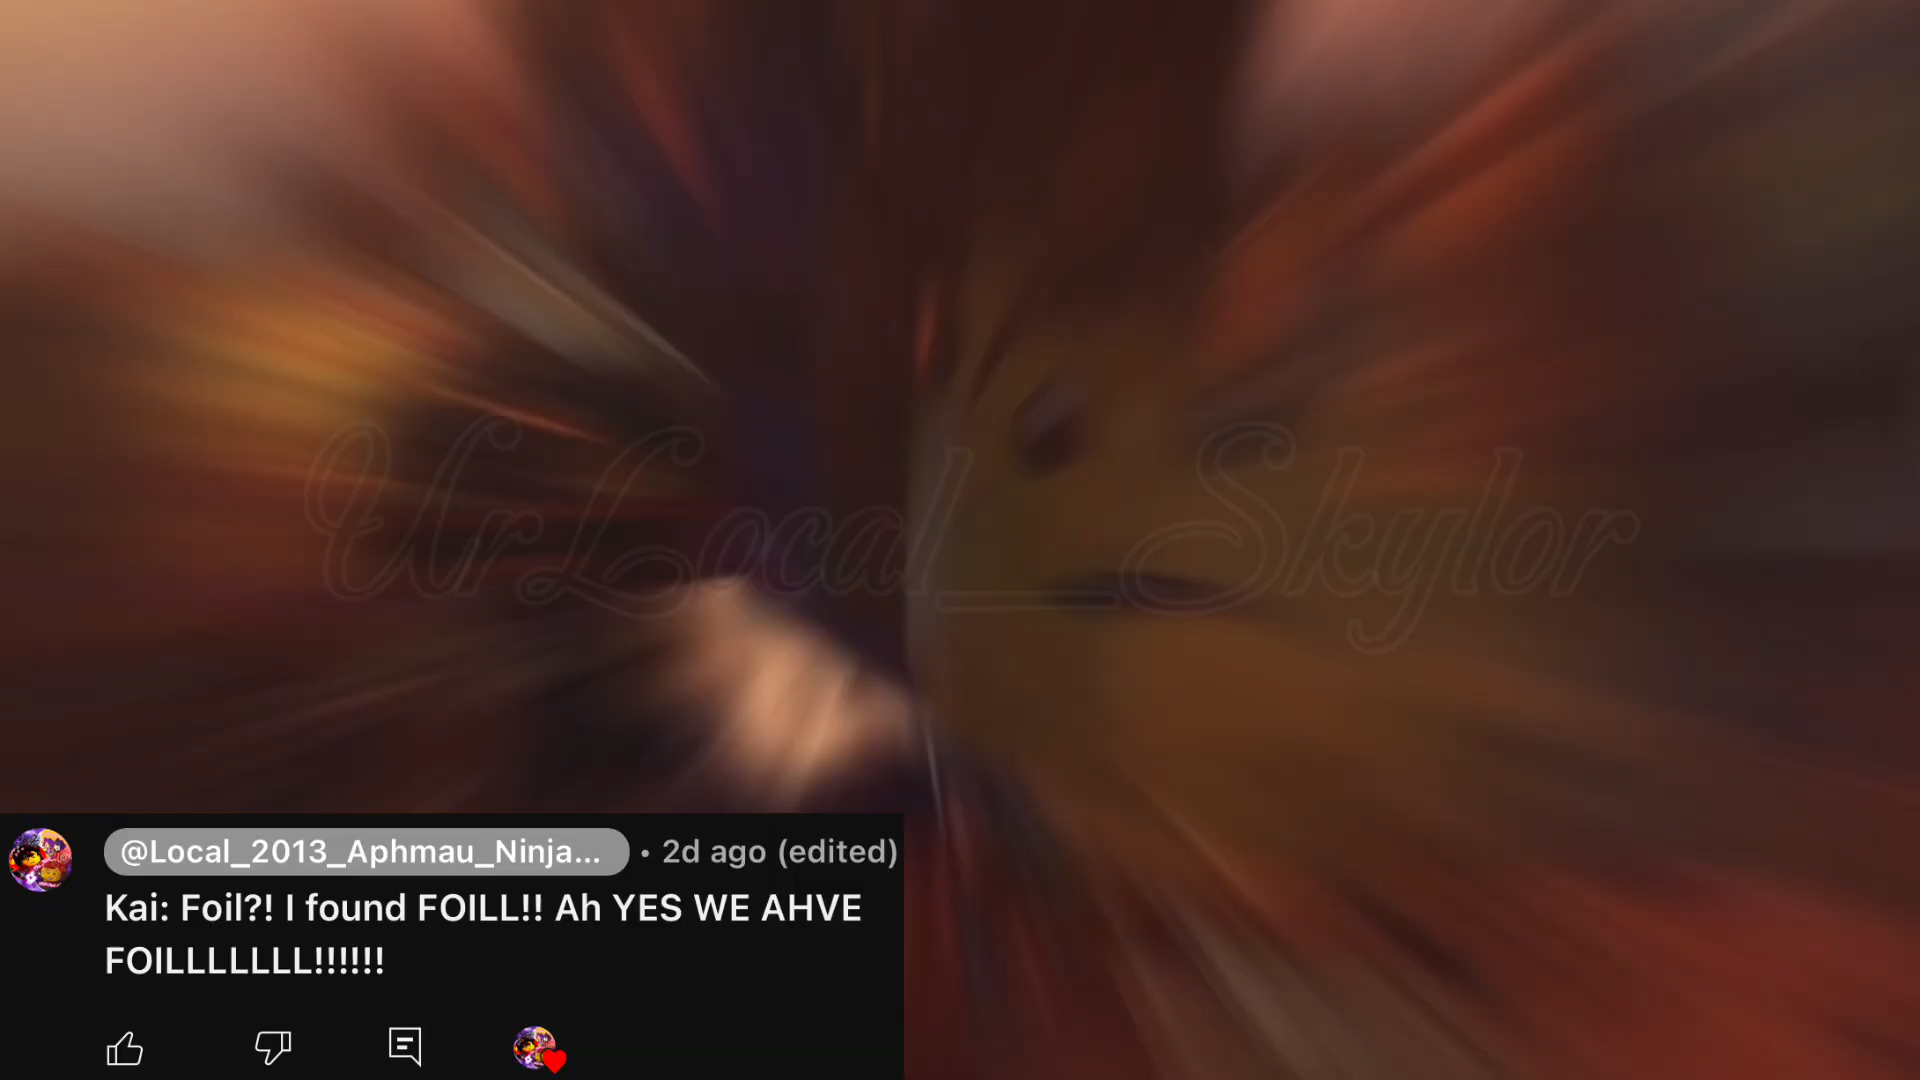 UrLocal_Skylor
@Local_2013_Aphmau_Ninja... • 2d ago (edited)
Kai: Foil?! I found FOILL!! Ah YES WE AHVE
FOILLLLLLL!!!!!!